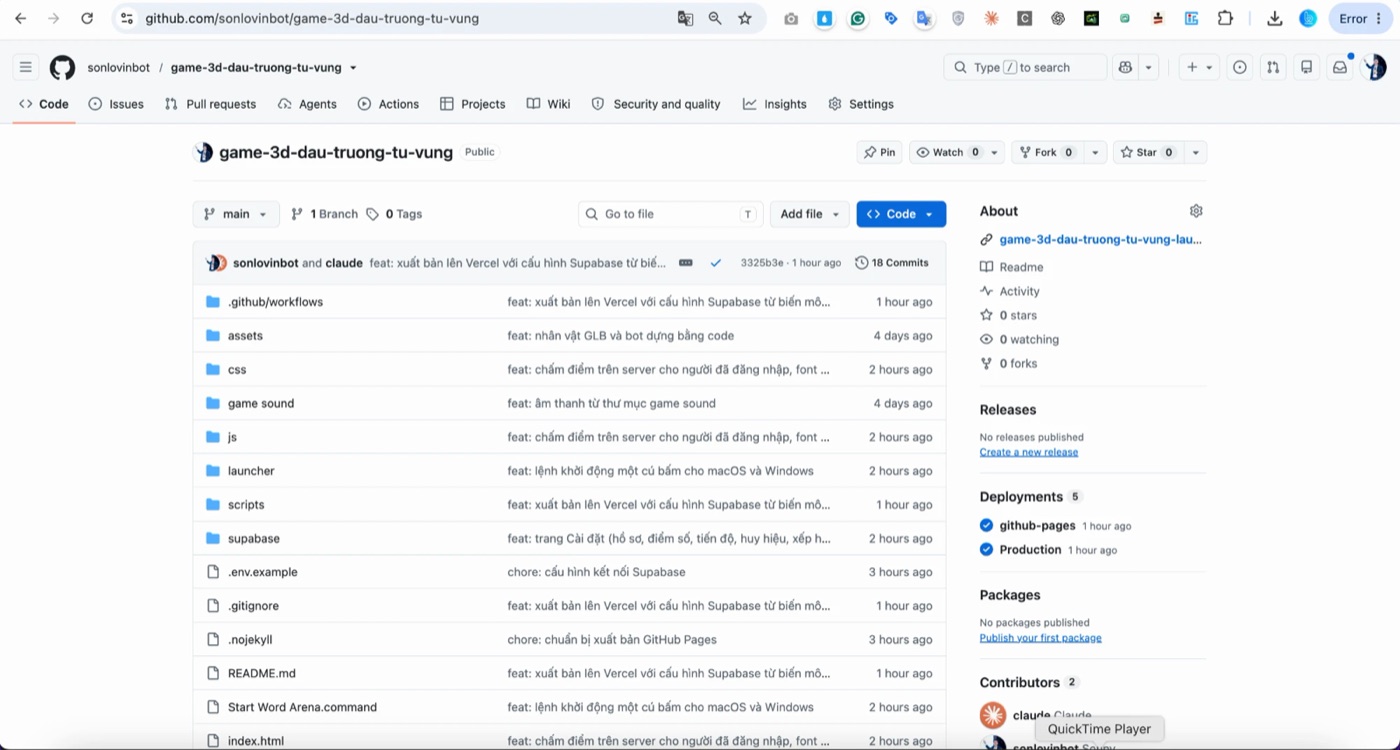 github.com/sonlovinbot/game-3d-dau-truong-tu-vung
Error
sonlovinbot / game-3d-dau-truong-tu-vung
Type / to search
Code Issues Pull requests Agents Actions Projects Wiki Security and quality Insights Settings
game-3d-dau-truong-tu-vung Public
Pin Watch 0 Fork 0 Star 0
main 1 Branch 0 Tags Go to file T Add file Code
sonlovinbot and claude feat: xuất bản lên Vercel với cấu hình Supabase từ biế... 3325b3e · 1 hour ago 18 Commits
.github/workflows feat: xuất bản lên Vercel với cấu hình Supabase từ biến mô... 1 hour ago
assets feat: nhân vật GLB và bot dựng bằng code 4 days ago
css feat: chấm điểm trên server cho người đã đăng nhập, font ... 2 hours ago
game sound feat: âm thanh từ thư mục game sound 4 days ago
js feat: chấm điểm trên server cho người đã đăng nhập, font ... 2 hours ago
launcher feat: lệnh khởi động một cú bấm cho macOS và Windows 2 hours ago
scripts feat: xuất bản lên Vercel với cấu hình Supabase từ biến mô... 1 hour ago
supabase feat: trang Cài đặt (hồ sơ, điểm số, tiến độ, huy hiệu, xếp h... 2 hours ago
.env.example chore: cấu hình kết nối Supabase 3 hours ago
.gitignore feat: xuất bản lên Vercel với cấu hình Supabase từ biến mô... 1 hour ago
.nojekyll chore: chuẩn bị xuất bản GitHub Pages 3 hours ago
README.md feat: xuất bản lên Vercel với cấu hình Supabase từ biến mô... 1 hour ago
Start Word Arena.command feat: lệnh khởi động một cú bấm cho macOS và Windows 2 hours ago
index.html feat: chấm điểm trên server cho người đã đăng nhập, font ... 2 hours ago
About
game-3d-dau-truong-tu-vung-lau...
Readme
Activity
0 stars
0 watching
0 forks
Releases
No releases published
Create a new release
Deployments 5
github-pages 1 hour ago
Production 1 hour ago
Packages
No packages published
Publish your first package
Contributors 2
claude Claude
QuickTime Player
sonlovinbot